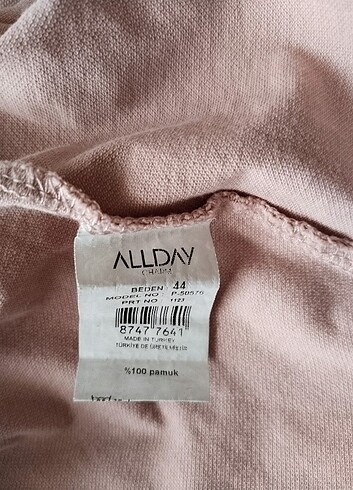 ALLDAY
CHARM
BEDEN : 44
MODEL NO : P-50576
PRT NO : 1123
8747 7641
MADE IN TURKEY
TÜRKİYE DE ÜRETİLMİŞTİR
%100 pamuk